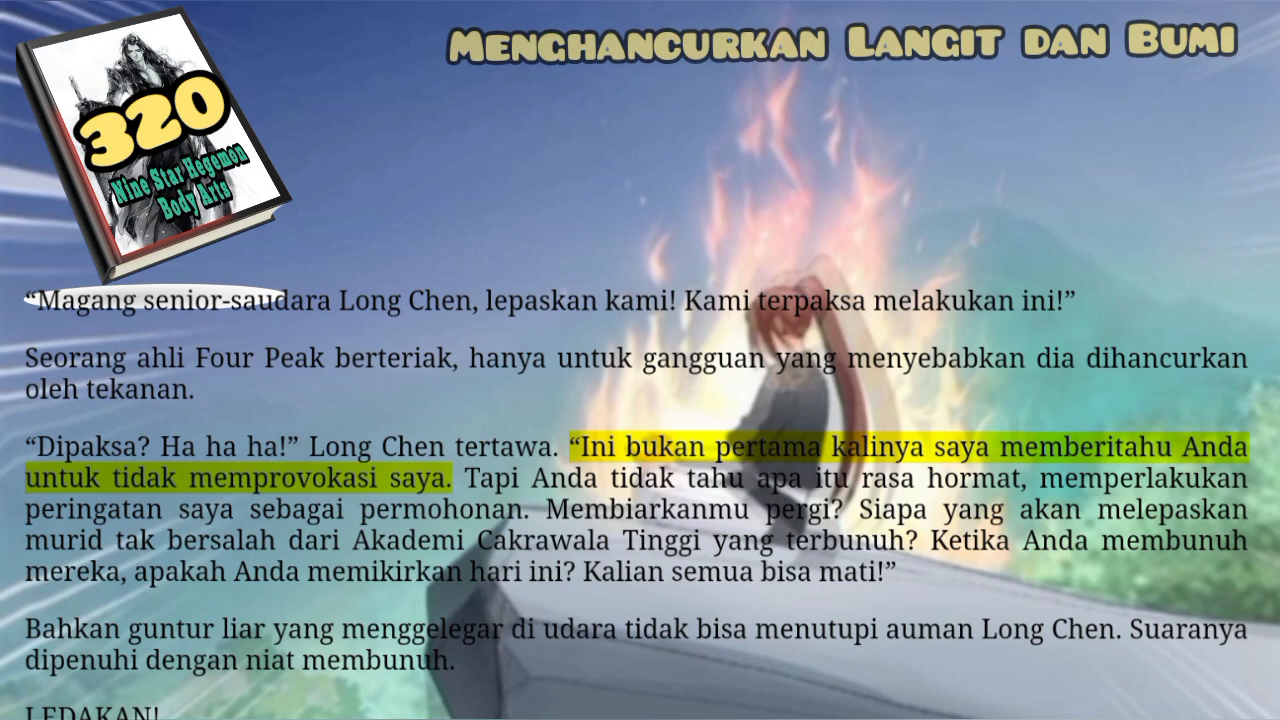 Menghancurkan Langit dan Bumi
320
Nine Star Hegemon
Body Arts
“Magang senior-saudara Long Chen, lepaskan kami! Kami terpaksa melakukan ini!”
Seorang ahli Four Peak berteriak, hanya untuk gangguan yang menyebabkan dia dihancurkan
oleh tekanan.
“Dipaksa? Ha ha ha!” Long Chen tertawa. “Ini bukan pertama kalinya saya memberitahu Anda
untuk tidak memprovokasi saya. Tapi Anda tidak tahu apa itu rasa hormat, memperlakukan
peringatan saya sebagai permohonan. Membiarkanmu pergi? Siapa yang akan melepaskan
murid tak bersalah dari Akademi Cakrawala Tinggi yang terbunuh? Ketika Anda membunuh
mereka, apakah Anda memikirkan hari ini? Kalian semua bisa mati!”
Bahkan guntur liar yang menggelegar di udara tidak bisa menutupi auman Long Chen. Suaranya
dipenuhi dengan niat membunuh.
LEDAKAN!